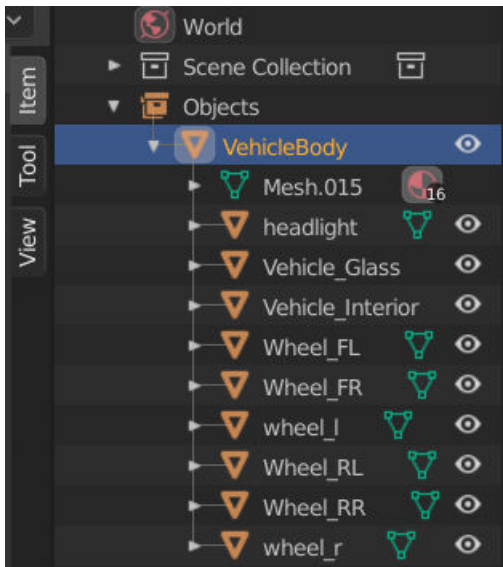 World
Scene Collection
Objects
VehicleBody
Mesh.015 16
headlight
Vehicle_Glass
Vehicle_Interior
Wheel_FL
Wheel_FR
wheel_l
Wheel_RL
Wheel_RR
wheel_r
Item
Tool
View